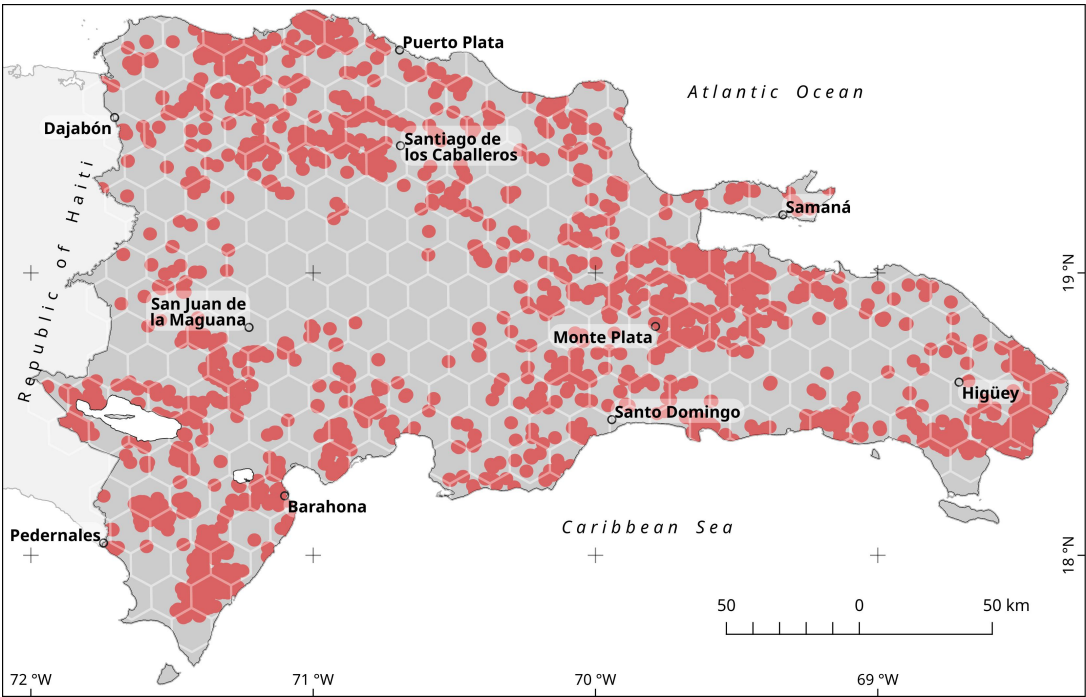 Puerto Plata
Atlantic Ocean
Dajabón
Santiago de
los Caballeros
Republic of Haiti
Samaná
19 °N
San Juan de
la Maguana
Monte Plata
Higüey
Santo Domingo
Barahona
Caribbean Sea
Pedernales
18 °N
50 0 50 km
72 °W 71 °W 70 °W 69 °W